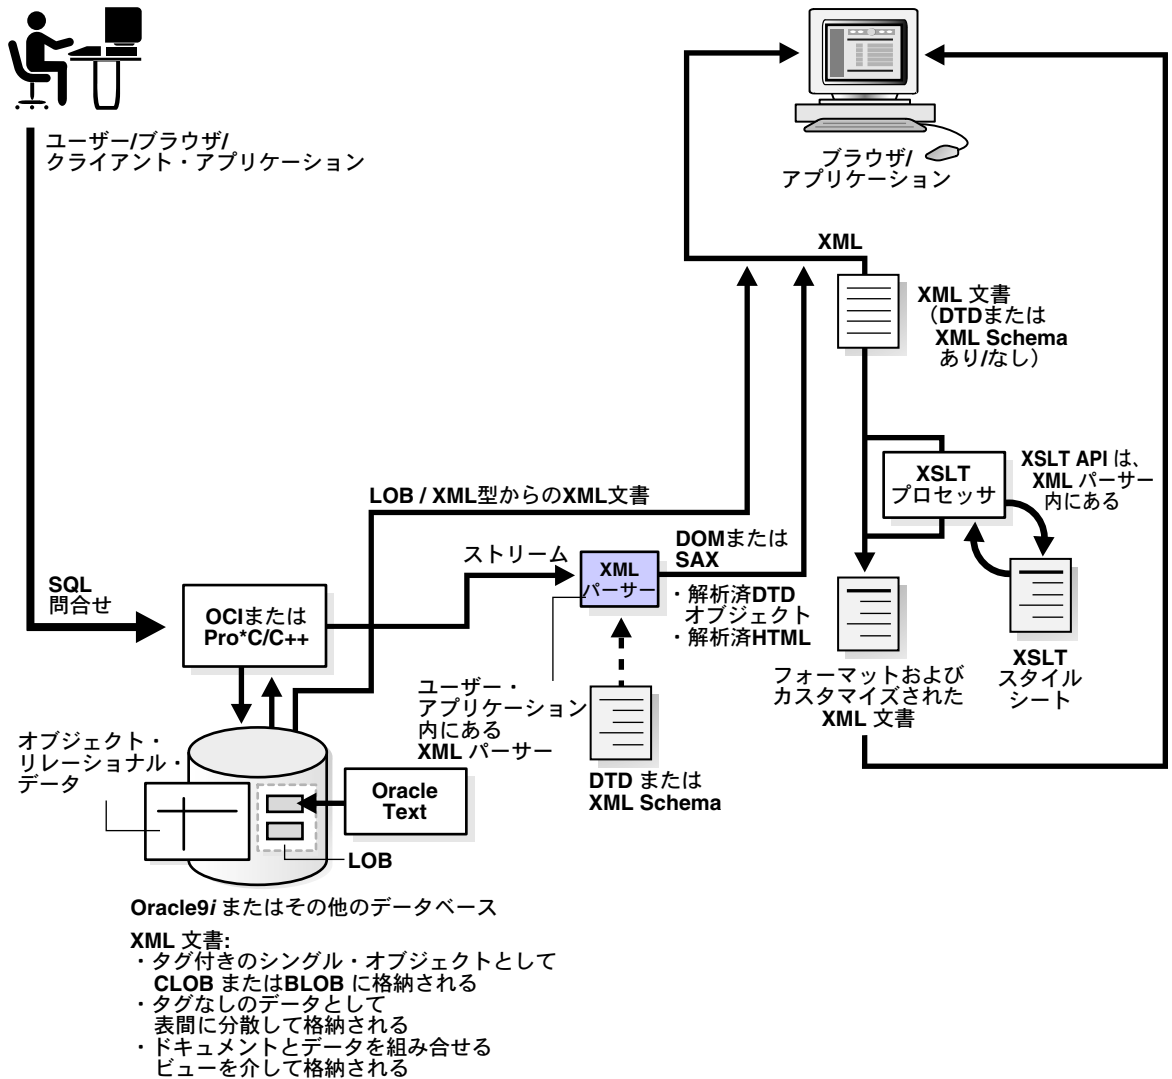 ユーザー/ブラウザ/
クライアント・アプリケーション
ブラウザ/
アプリケーション
XML
XML 文書
（DTDまたは
XML Schema
あり/なし）
XSLT
プロセッサ
XSLT API は、
XML パーサー
内にある
LOB / XML型からのXML文書
ストリーム
XML
パーサー
DOMまたは
SAX
・解析済DTD
オブジェクト
・解析済HTML
SQL
問合せ
OCIまたは
Pro*C/C++
XSLT
スタイル
シート
フォーマットおよび
カスタマイズされた
XML 文書
ユーザー・
アプリケーション
内にある
XML パーサー
DTD または
XML Schema
オブジェクト・
リレーショナル・
データ
Oracle
Text
LOB
Oracle9i またはその他のデータベース
XML 文書:
・タグ付きのシングル・オブジェクトとして
CLOB またはBLOB に格納される
・タグなしのデータとして
表間に分散して格納される
・ドキュメントとデータを組み合せる
ビューを介して格納される